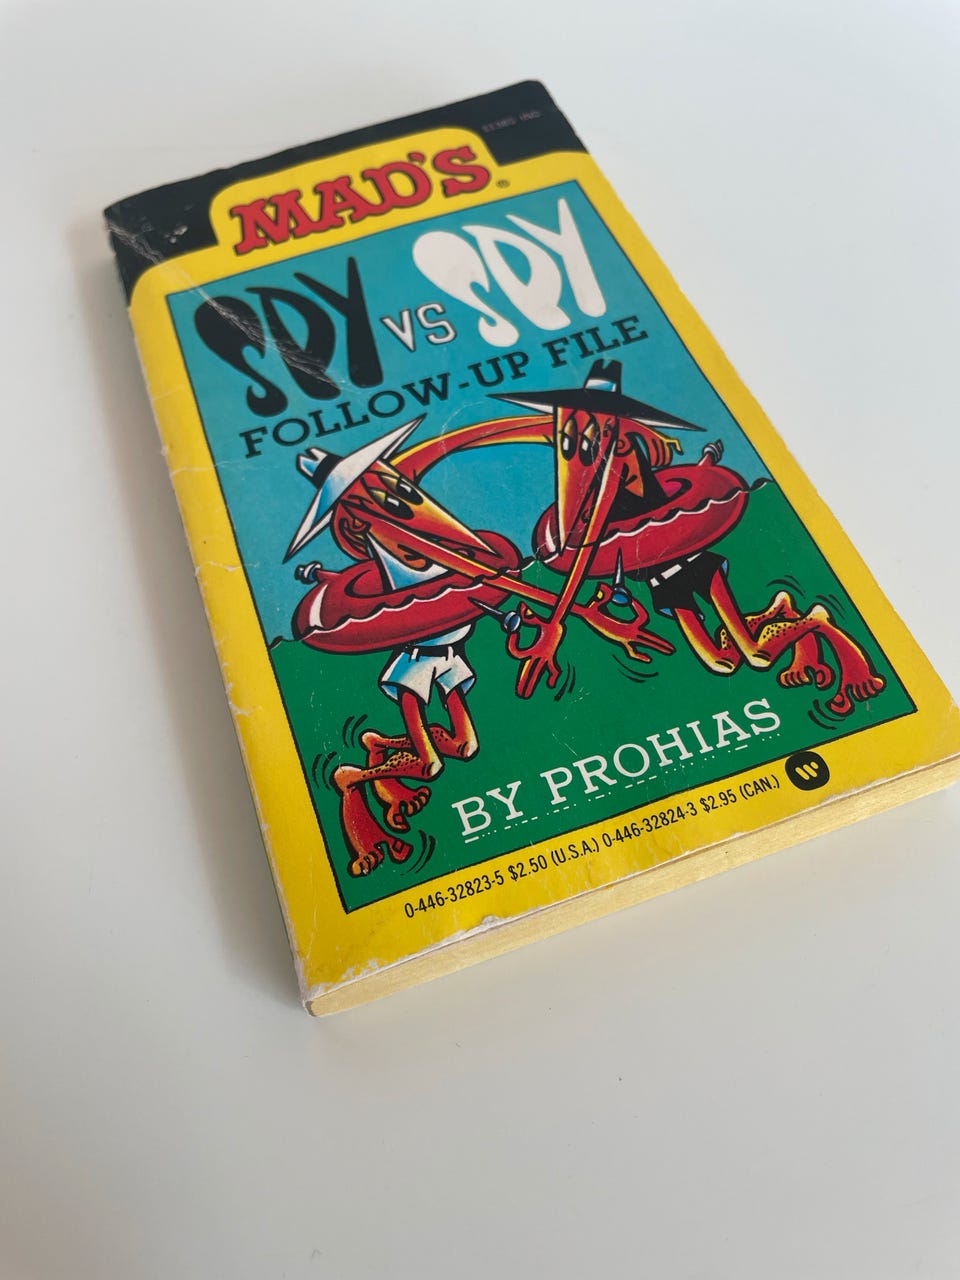 MAD'S®
SPY vs SPY
FOLLOW-UP FILE
BY PROHIAS
0-446-32823-5 $2.50 (U.S.A.) 0-446-32824-3 $2.95 (CAN.)